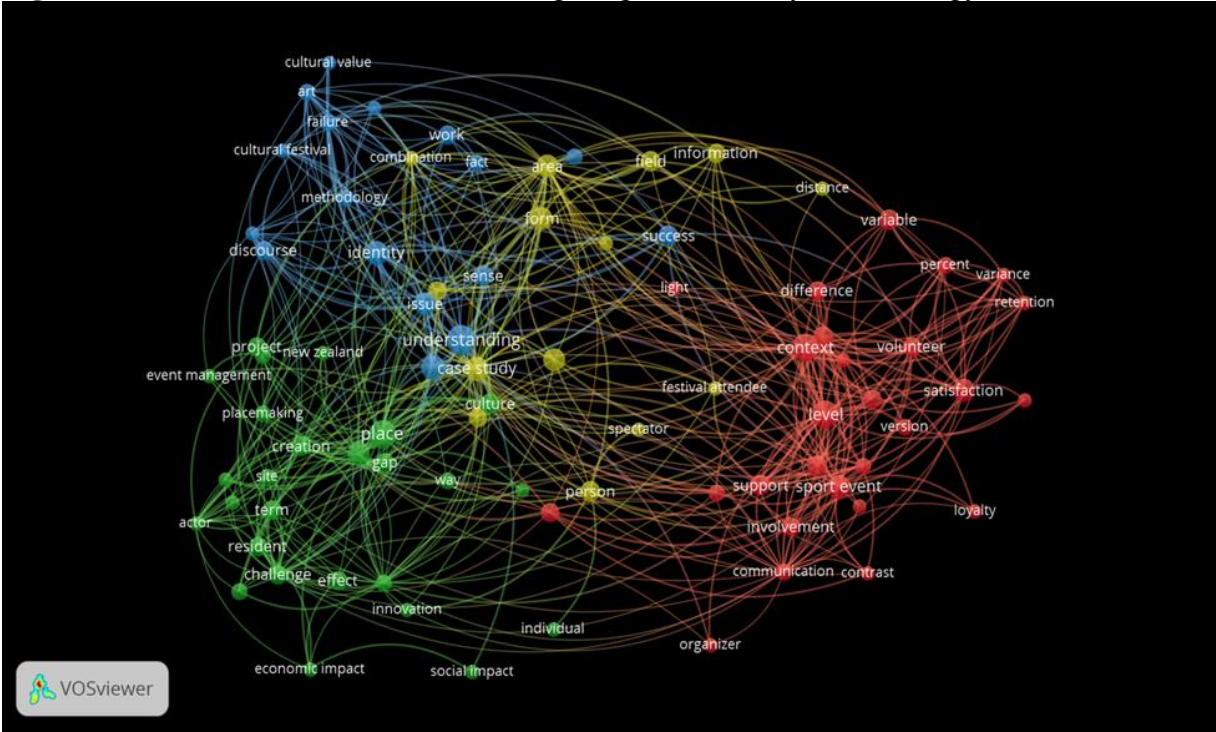 cultural value
art
failure
work
cultural festival
combination
fact
area
field
information
methodology
distance
form
variable
discourse
identity
success
sense
percent
variance
light
difference
retention
issue
understanding
project
new zealand
context
volunteer
event management
case study
festival attendee
satisfaction
placemaking
culture
level
spectator
version
place
creation
gap
site
way
person
support
sport event
term
actor
loyalty
involvement
resident
challenge
effect
communication
contrast
innovation
individual
organizer
economic impact
social impact
VOSviewer